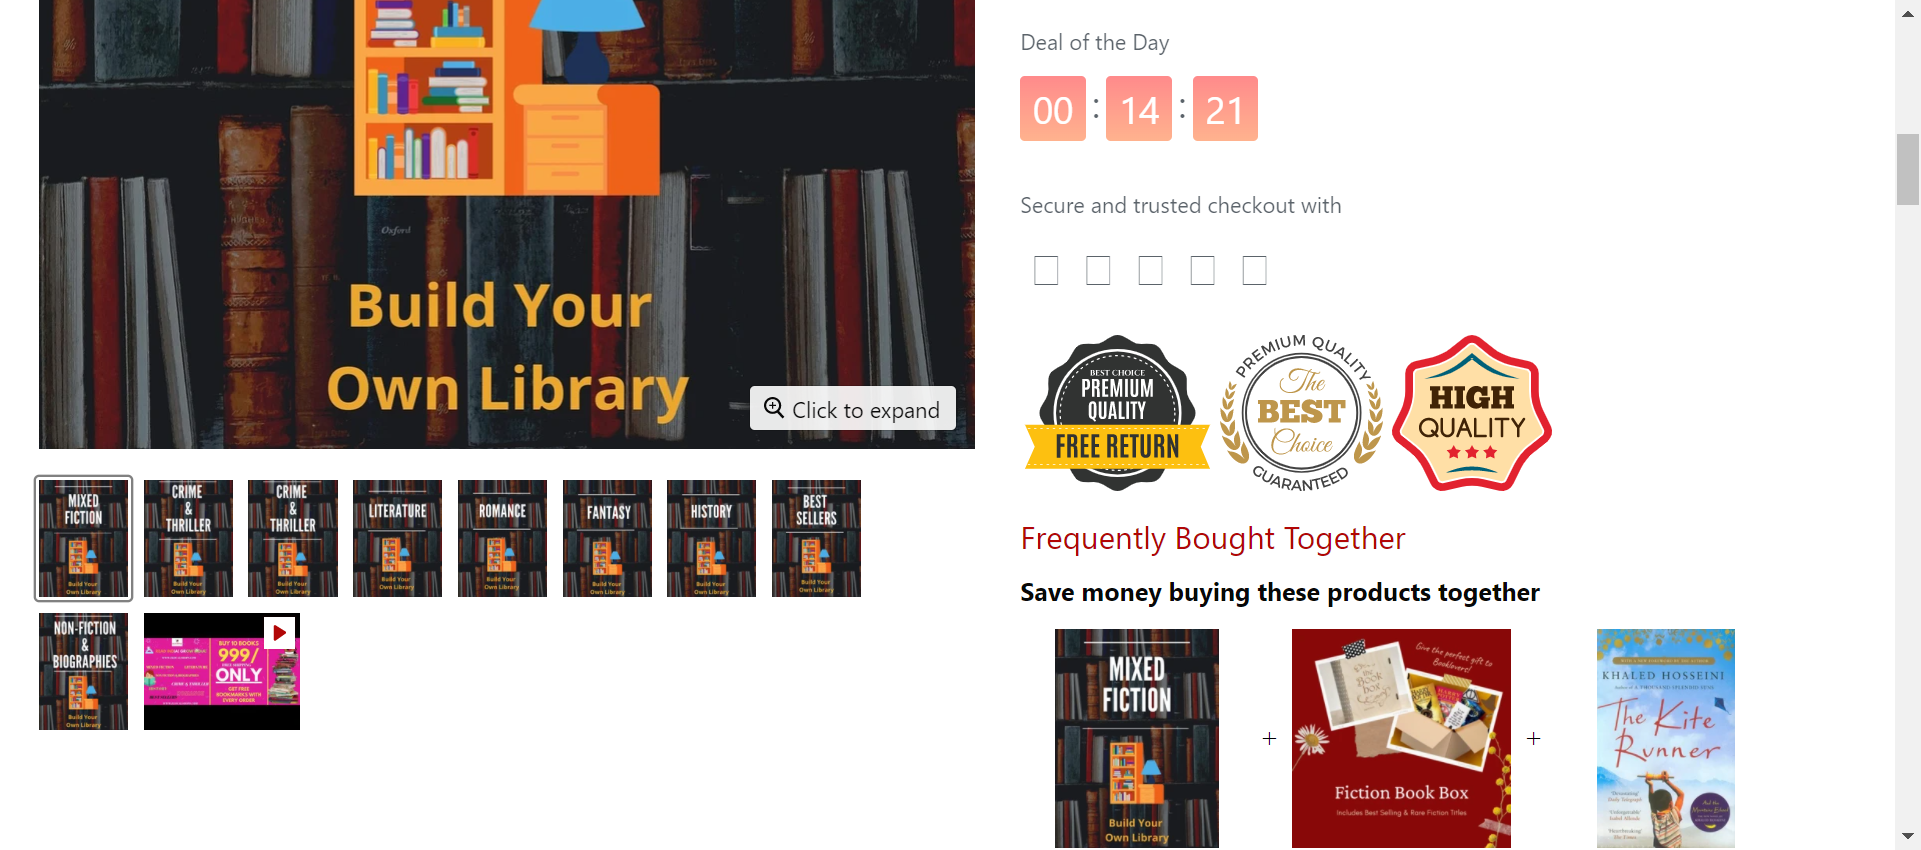 Oxford
Build Your
Own Library
Click to expand
MIXED
FICTION
Build Your
Own Library
CRIME
&
THRILLER
Build Your
Own Library
CRIME
&
THRILLER
Build Your
Own Library
LITERATURE
Build Your
Own Library
ROMANCE
Build Your
Own Library
FANTASY
Build Your
Own Library
HISTORY
Build Your
Own Library
BEST
SELLERS
Build Your
Own Library
NON-FICTION
&
BIOGRAPHIES
Build Your
Own Library
BUY 10 BOOKS
999/
ONLY
GET FREE
BOOKMARKS WITH
EVERY ORDER
Deal of the Day
00 : 14 : 21
Secure and trusted checkout with
BEST CHOICE
PREMIUM
QUALITY
FREE RETURN
PREMIUM QUALITY
The
BEST
Choice
GUARANTEED
HIGH
QUALITY
Frequently Bought Together
Save money buying these products together
MIXED
FICTION
Build Your
Own Library
+
Give the perfect gift to
Booklovers!
the
BOOK
BOX
Fiction Book Box
Includes Best Selling & Rare Fiction Titles
+
KHALED HOSSEINI
The Kite
Runner